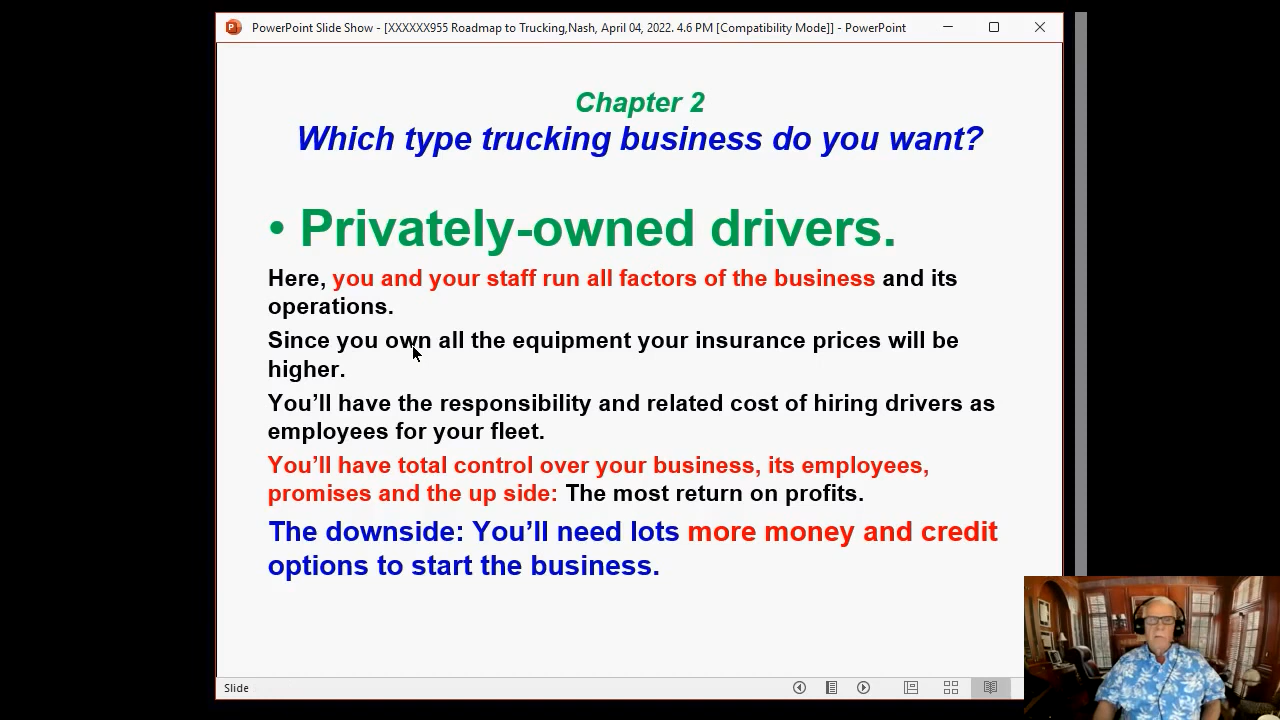 PowerPoint Slide Show - [XXXXXX955 Roadmap to Trucking,Nash, April 04, 2022. 4.6 PM [Compatibility Mode]] - PowerPoint
Chapter 2
Which type trucking business do you want?
• Privately-owned drivers.
Here, you and your staff run all factors of the business and its
operations.
Since you own all the equipment your insurance prices will be
higher.
You’ll have the responsibility and related cost of hiring drivers as
employees for your fleet.
You’ll have total control over your business, its employees,
promises and the up side: The most return on profits.
The downside: You’ll need lots more money and credit
options to start the business.
Slide